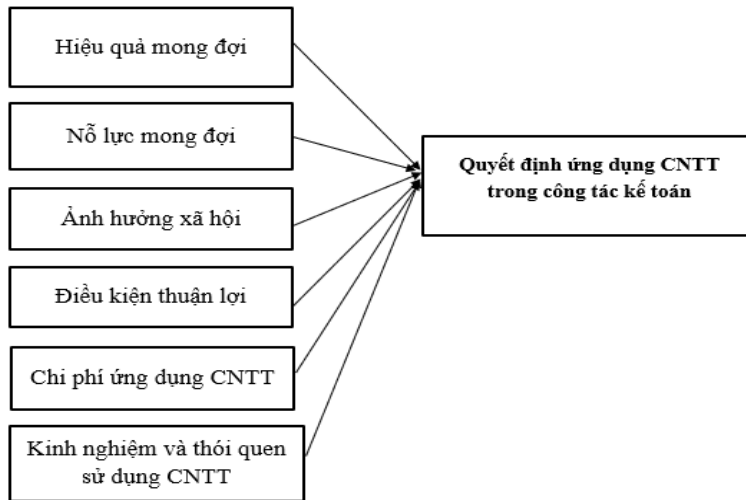 Hiệu quả mong đợi
Nỗ lực mong đợi
Ảnh hưởng xã hội
Điều kiện thuận lợi
Chi phí ứng dụng CNTT
Kinh nghiệm và thói quen
sử dụng CNTT
Quyết định ứng dụng CNTT
trong công tác kế toán